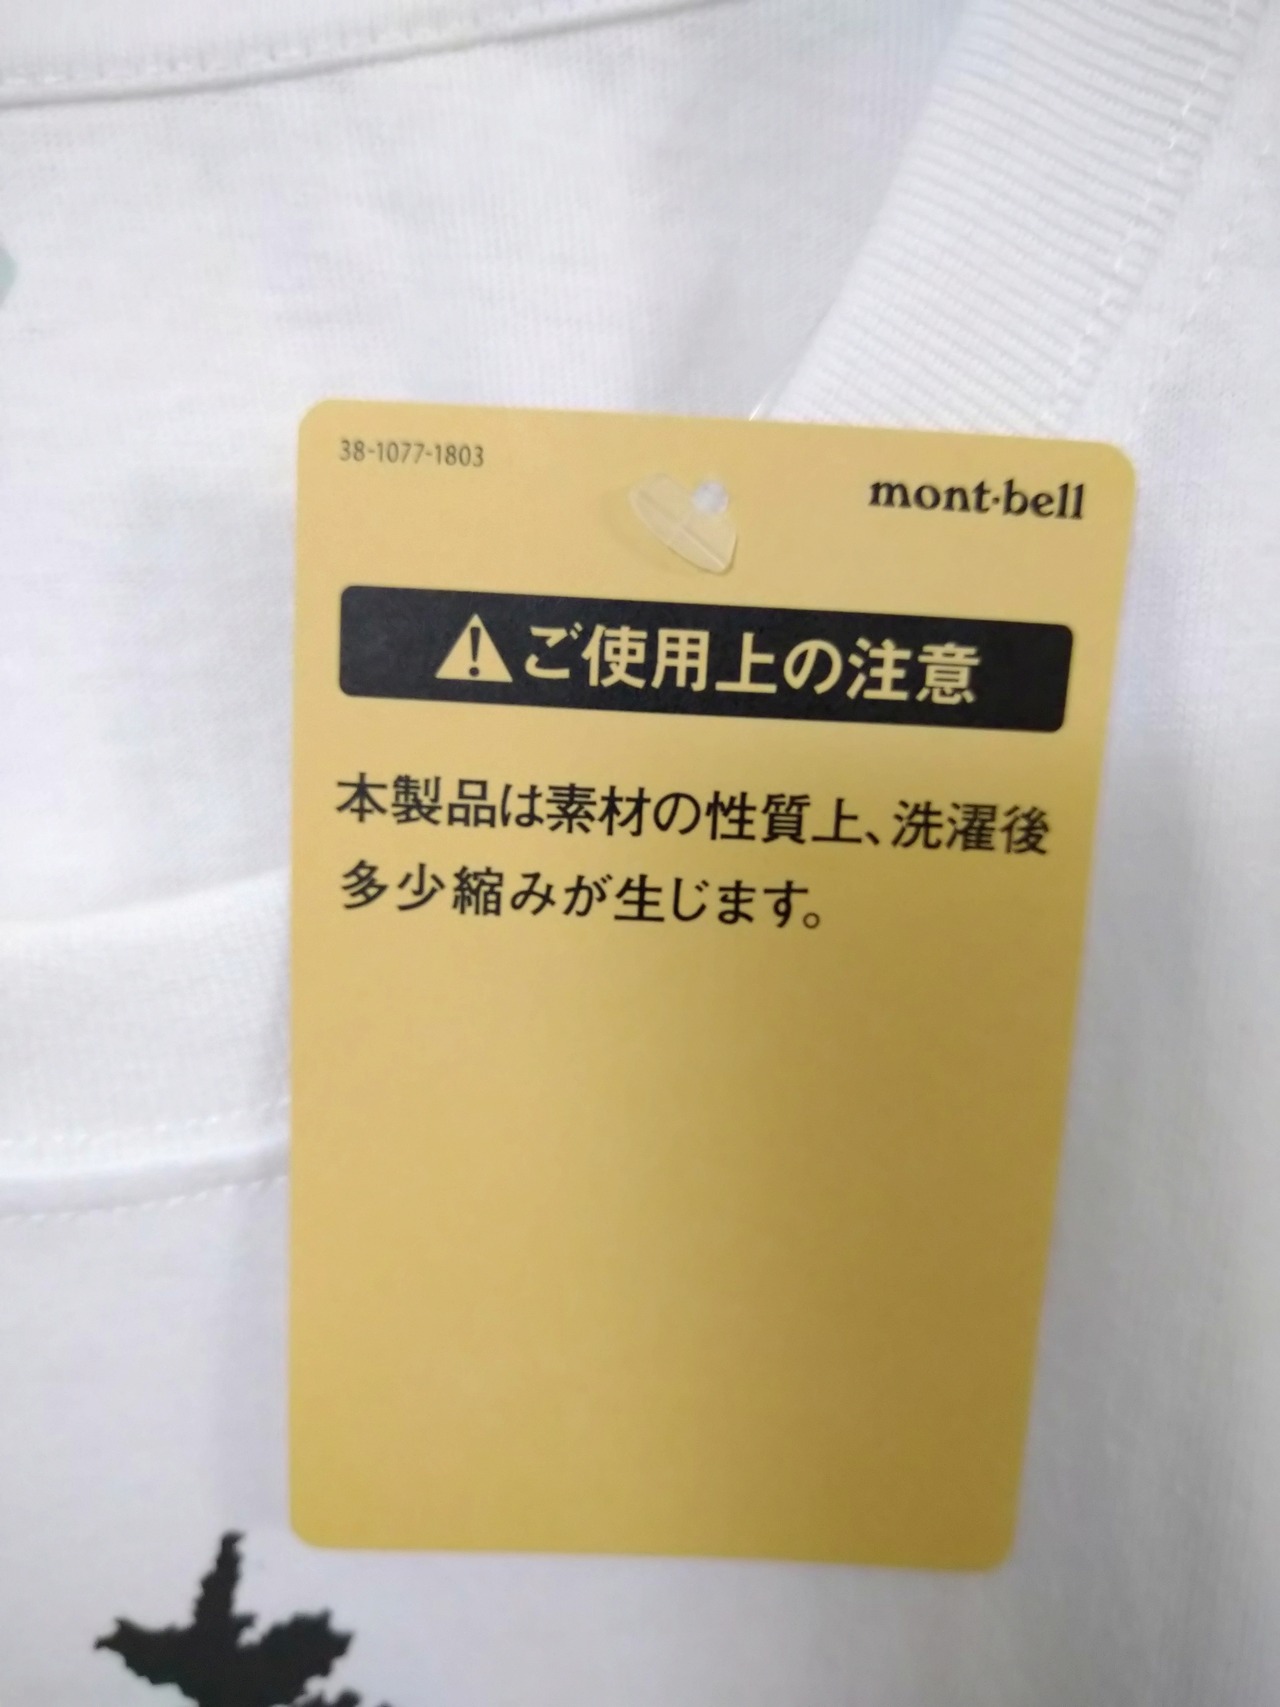 38-1077-1803
mont-bell
ご使用上の注意
本製品は素材の性質上、洗濯後
多少縮みが生じます。